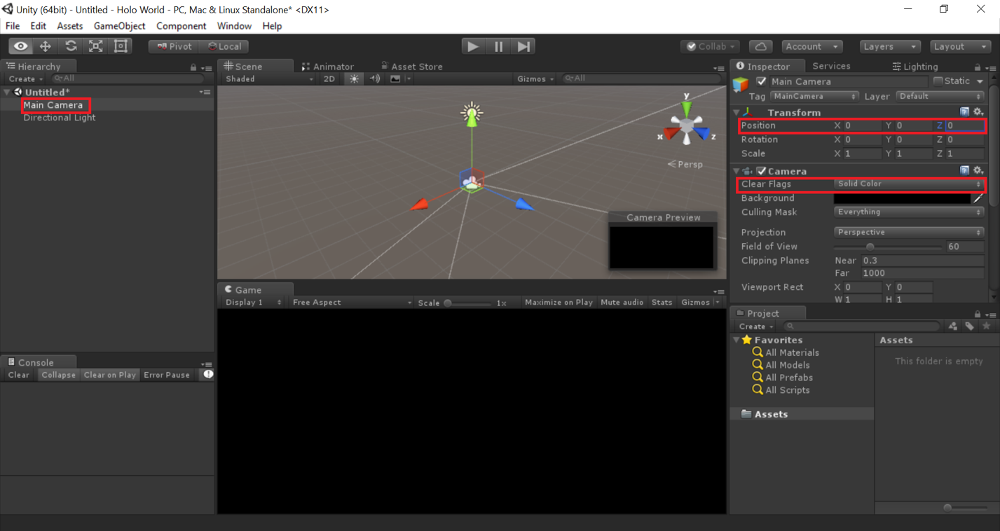 Unity (64bit) - Untitled - Holo World - PC, Mac & Linux Standalone* <DX11>
File Edit Assets GameObject Component Window Help
Pivot Local Collab Account Layers Layout
Hierarchy
Create All
Untitled*
Main Camera
Directional Light
Scene Animator Asset Store
Shaded 2D Gizmos All
y
x z
Persp
Camera Preview
Game
Display 1 Free Aspect Scale 1x Maximize on Play Mute audio Stats Gizmos
Console
Clear Collapse Clear on Play Error Pause
Inspector Services Lighting
Main Camera Static
Tag MainCamera Layer Default
Transform
Position X 0 Y 0 Z 0
Rotation X 0 Y 0 Z 0
Scale X 1 Y 1 Z 1
Camera
Clear Flags Solid Color
Background
Culling Mask Everything
Projection Perspective
Field of View 60
Clipping Planes Near 0.3
Far 1000
Viewport Rect X 0 Y 0
W 1 H 1
Project
Create
Favorites
All Materials
All Models
All Prefabs
All Scripts
Assets
Assets
This folder is empty